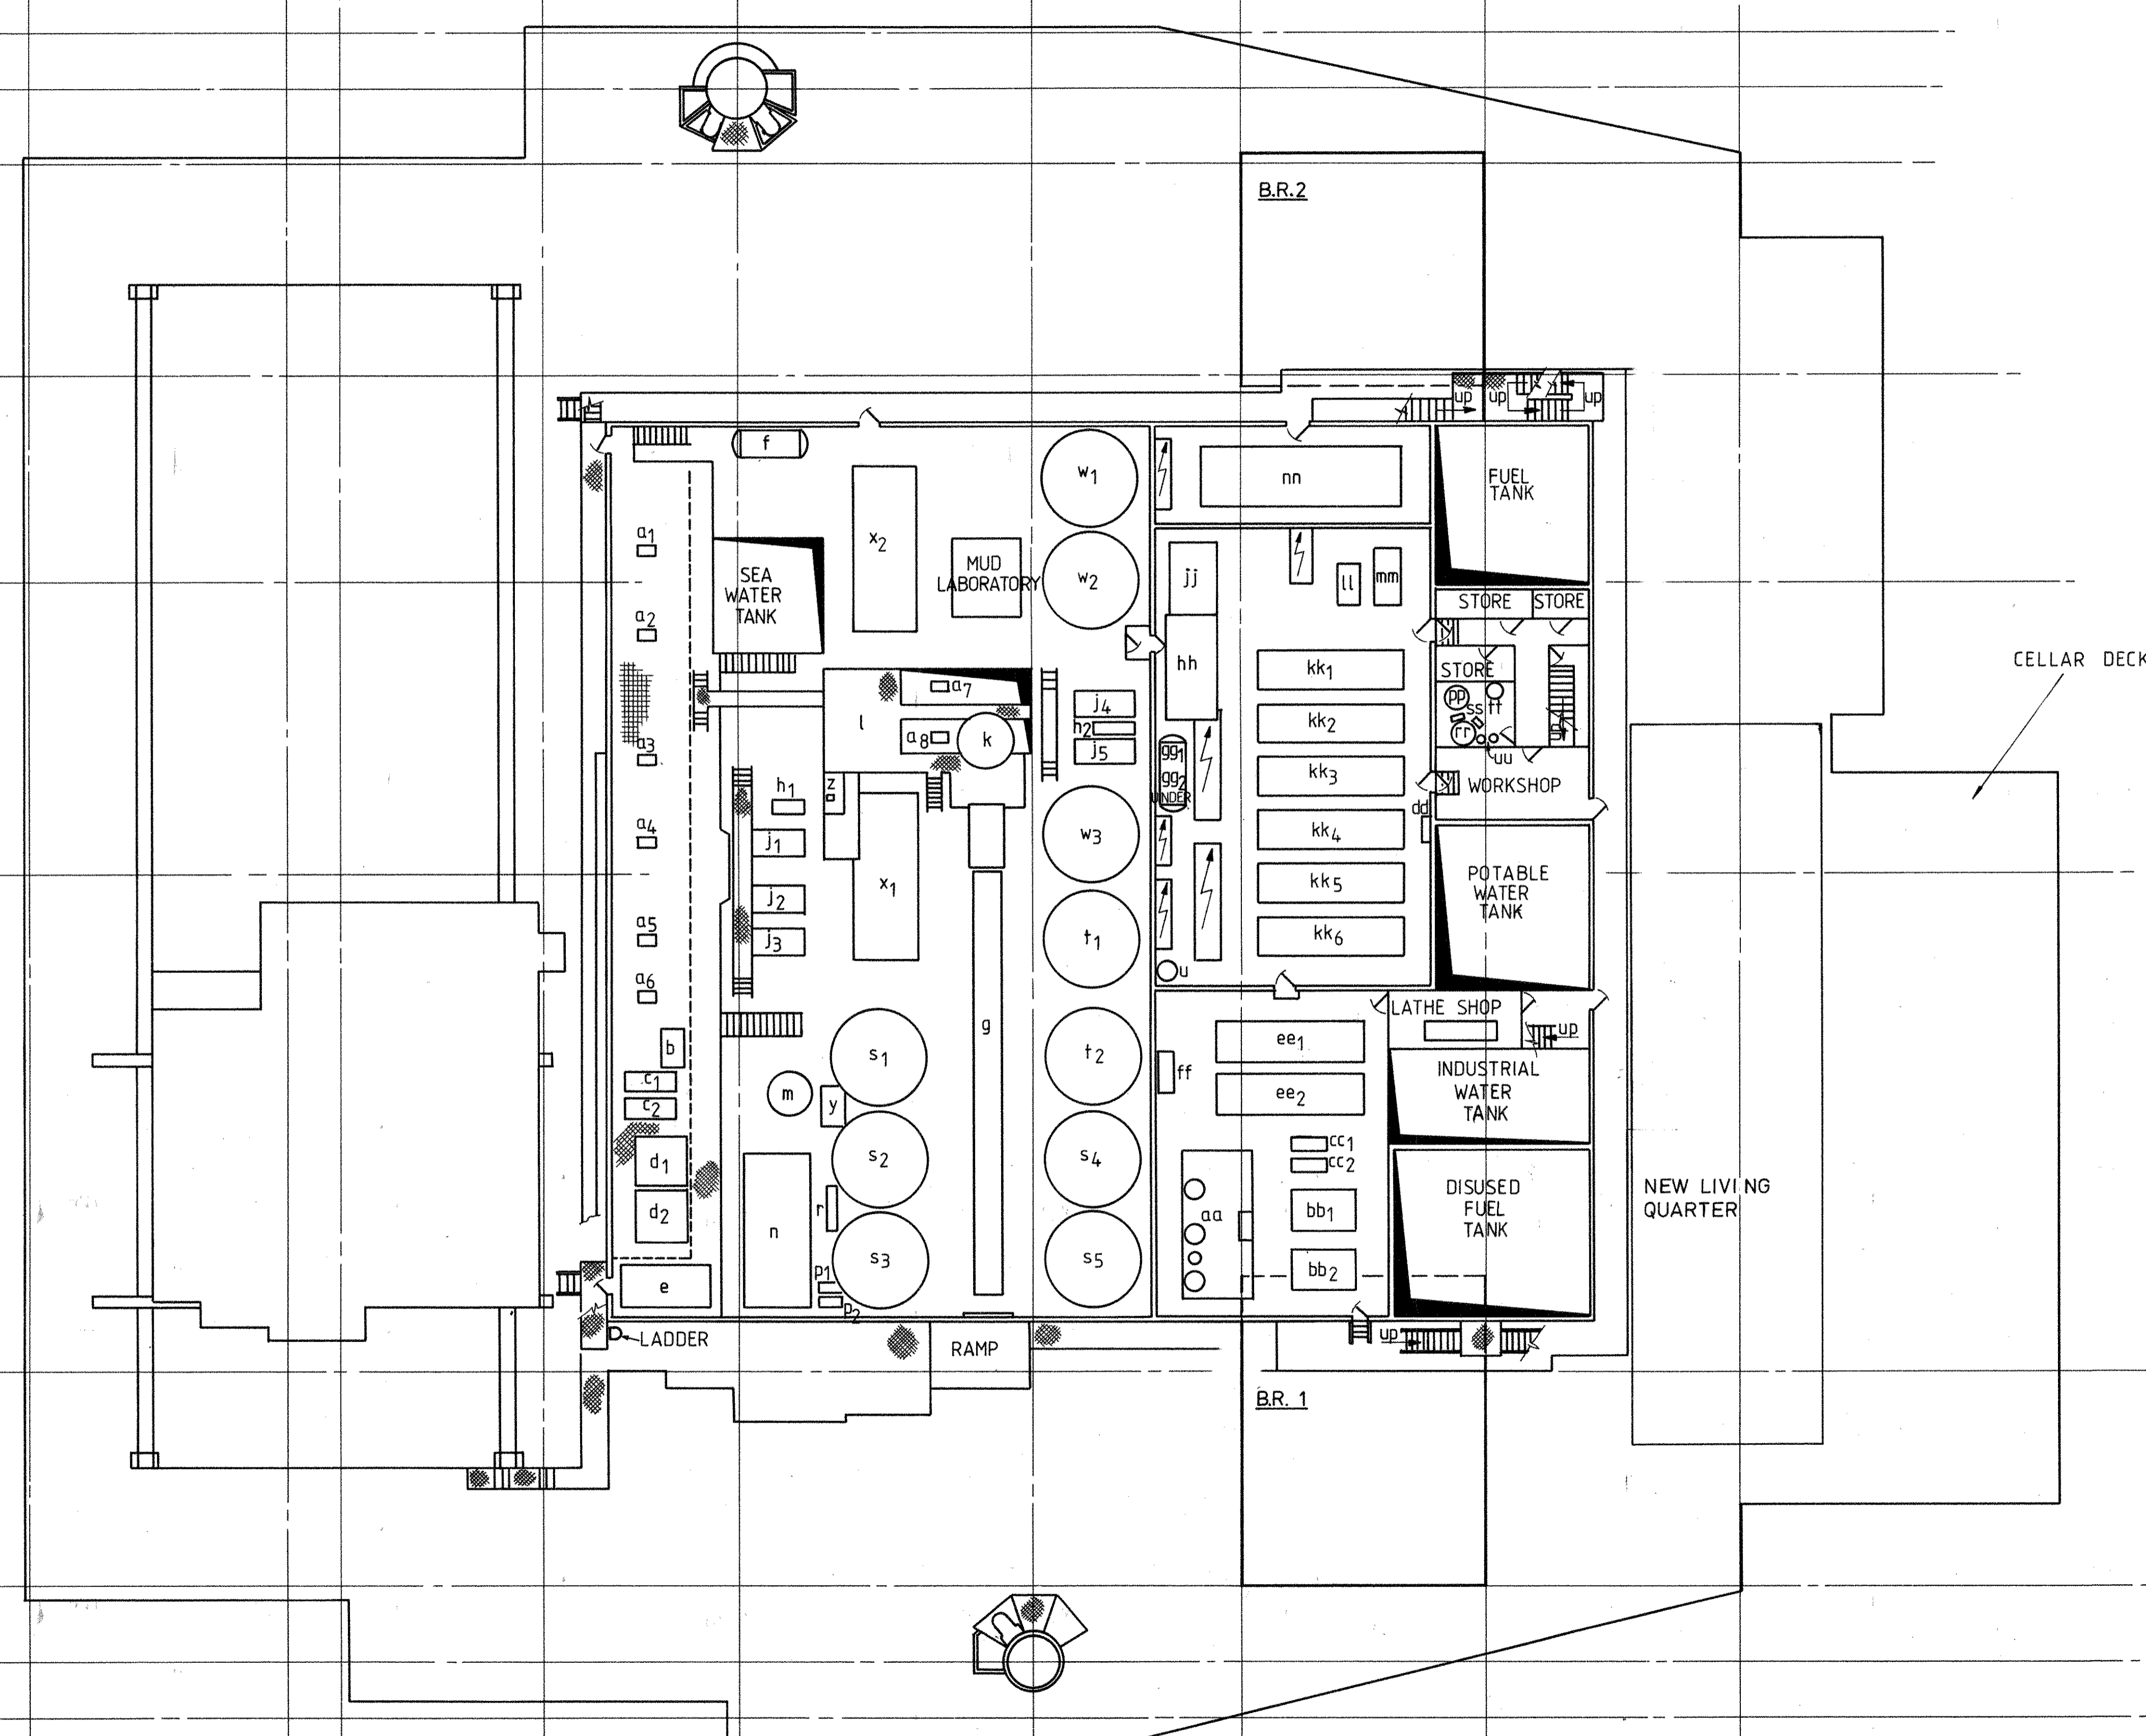 B.R.2
up
up
up
f
w1
nn
FUEL
TANK
a1
x2
MUD
LABORATORY
w2
jj
ll
mm
SEA
WATER
TANK
STORE
STORE
a2
hh
kk1
STORE
CELLAR DECK
a7
l
a8
k
j4
h2
j5
kk2
pp
ss
ff
rr
uu
up
gg1
gg2
UNDER
a3
kk3
WORKSHOP
h1
z
dd
a4
j1
w3
kk4
x1
j2
kk5
POTABLE
WATER
TANK
a5
j3
t1
kk6
u
a6
LATHE SHOP
up
g
b
s1
t2
ee1
ff
c1
c2
m
y
ee2
INDUSTRIAL
WATER
TANK
d1
s2
s4
cc1
cc2
d2
r
n
aa
bb1
DISUSED
FUEL
TANK
NEW LIVING
QUARTER
e
p1
p2
s3
s5
bb2
LADDER
RAMP
up
B.R. 1